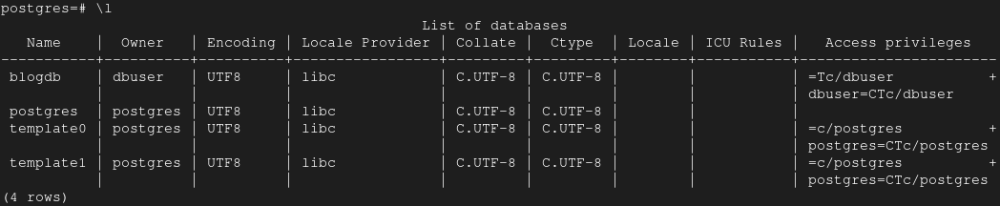 postgres=# \l
                                                 List of databases
   Name    |  Owner   | Encoding | Locale Provider | Collate |  Ctype  | Locale | ICU Rules |   Access privileges
-----------+----------+----------+-----------------+---------+---------+--------+-----------+-----------------------
 blogdb    | dbuser   | UTF8     | libc            | C.UTF-8 | C.UTF-8 |        |           | =Tc/dbuser           +
           |          |          |                 |         |         |        |           | dbuser=CTc/dbuser
 postgres  | postgres | UTF8     | libc            | C.UTF-8 | C.UTF-8 |        |           |
 template0 | postgres | UTF8     | libc            | C.UTF-8 | C.UTF-8 |        |           | =c/postgres          +
           |          |          |                 |         |         |        |           | postgres=CTc/postgres
 template1 | postgres | UTF8     | libc            | C.UTF-8 | C.UTF-8 |        |           | =c/postgres          +
           |          |          |                 |         |         |        |           | postgres=CTc/postgres
(4 rows)